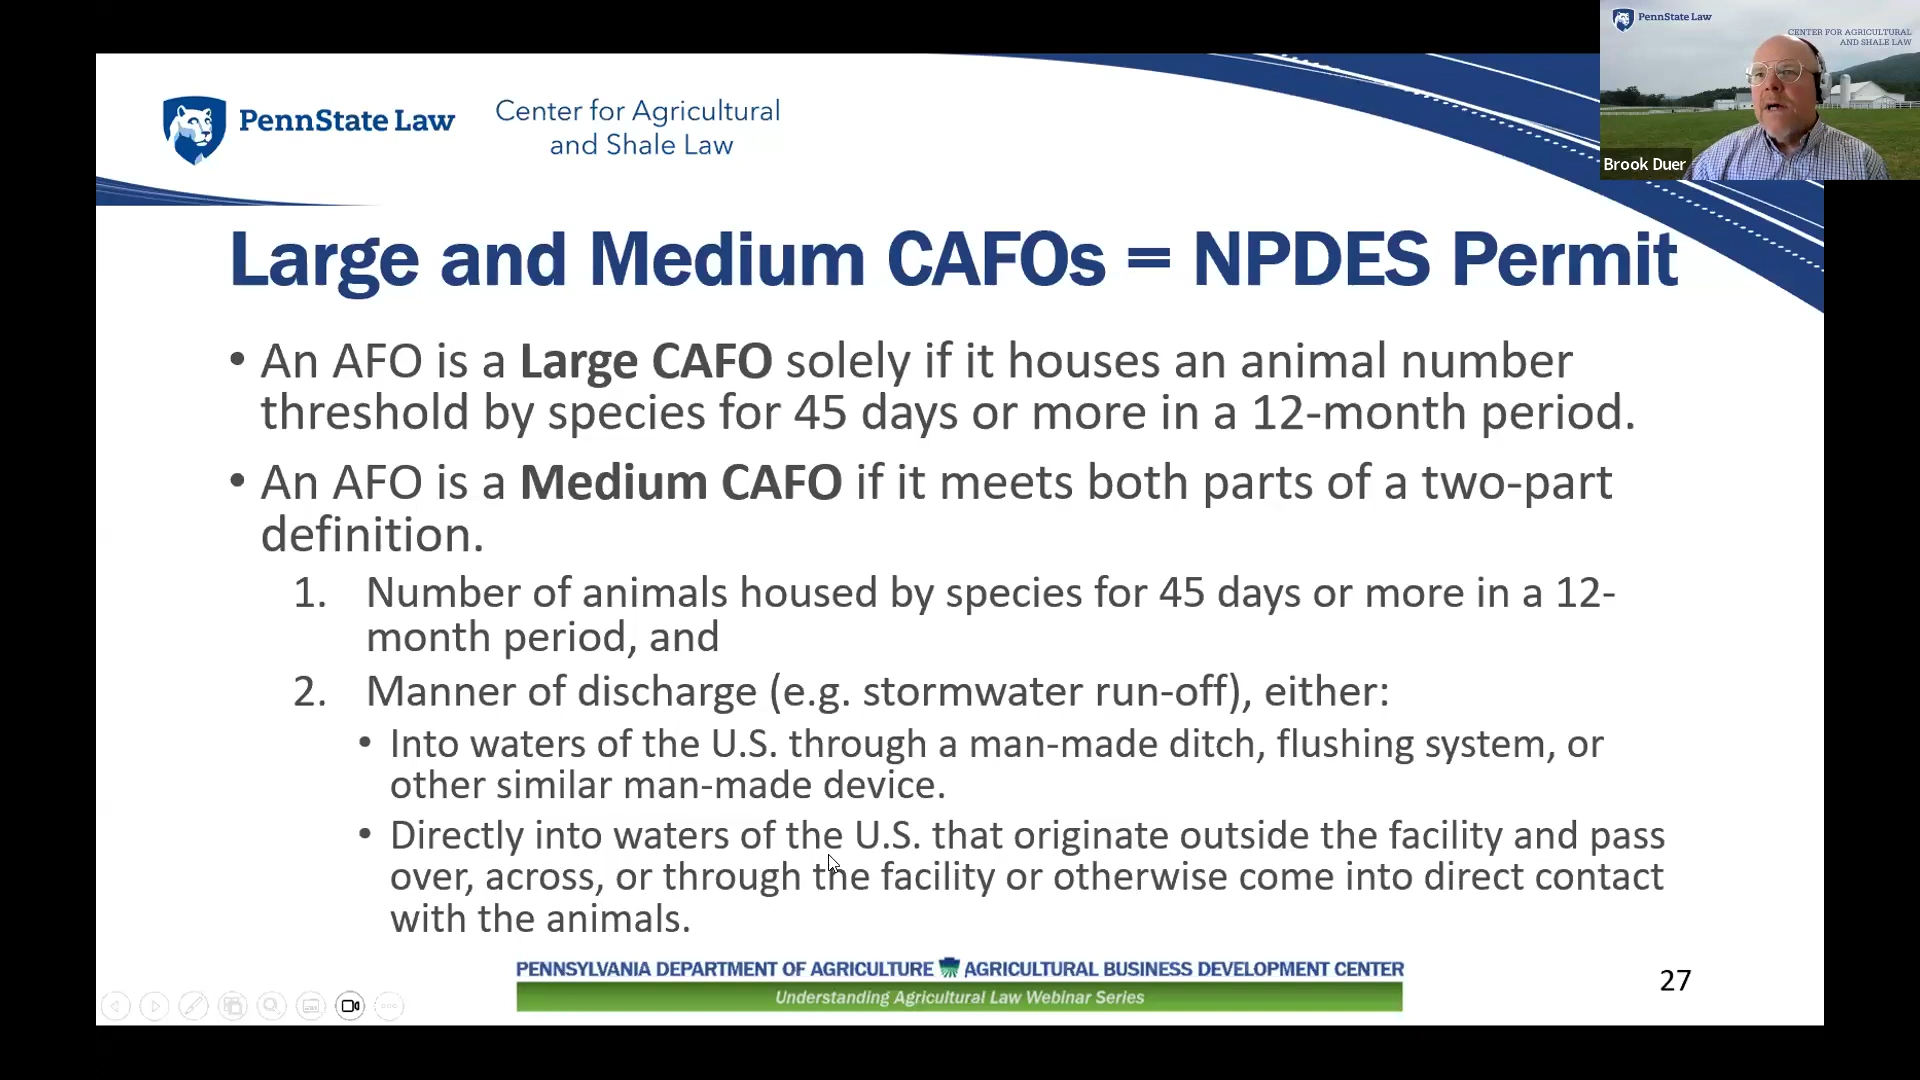 PennState Law
Center for Agricultural
and Shale Law
PennState Law
CENTER FOR AGRICULTURAL
AND SHALE LAW
Brook Duer
Large and Medium CAFOs = NPDES Permit
• An AFO is a Large CAFO solely if it houses an animal number
threshold by species for 45 days or more in a 12-month period.
• An AFO is a Medium CAFO if it meets both parts of a two-part
definition.
1. Number of animals housed by species for 45 days or more in a 12-
month period, and
2. Manner of discharge (e.g. stormwater run-off), either:
• Into waters of the U.S. through a man-made ditch, flushing system, or
other similar man-made device.
• Directly into waters of the U.S. that originate outside the facility and pass
over, across, or through the facility or otherwise come into direct contact
with the animals.
PENNSYLVANIA DEPARTMENT OF AGRICULTURE AGRICULTURAL BUSINESS DEVELOPMENT CENTER
Understanding Agricultural Law Webinar Series
27